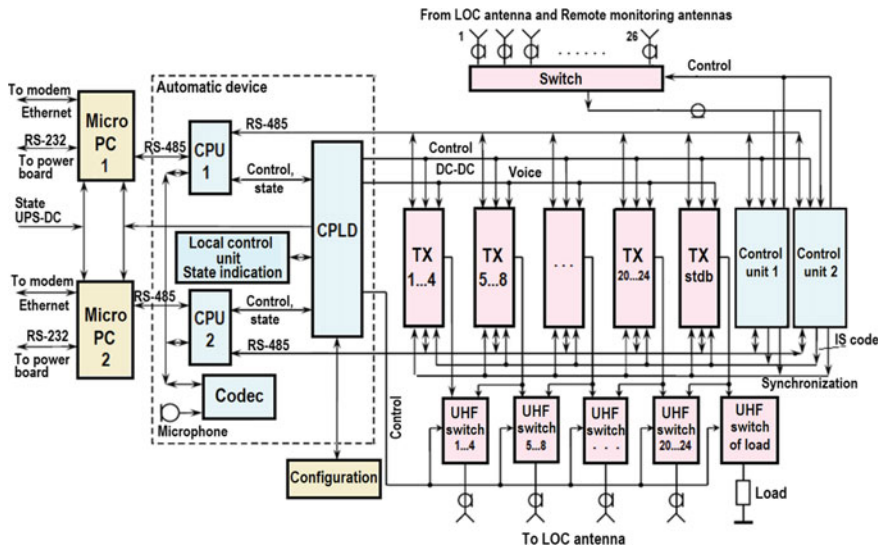 From LOC antenna and Remote monitoring antennas
1
26
. . . . . .
Switch
Control
To modem
Ethernet
RS-232
To power
board
Micro
PC
1
RS-485
State
UPS-DC
To modem
Ethernet
RS-232
To power
board
Micro
PC
2
RS-485
Automatic device
CPU
1
RS-485
Control,
state
CPLD
Local control
unit
State indication
CPU
2
Control,
state
RS-485
Codec
Microphone
Configuration
Control
Control
DC-DC
Voice
TX
1...4
TX
5...8
. . .
TX
20...24
TX
stdb
Control
unit 1
Control
unit 2
IS code
Synchronization
UHF
switch
1...4
UHF
switch
5...8
UHF
switch
. . .
UHF
switch
20...24
UHF
switch
of load
Load
To LOC antenna